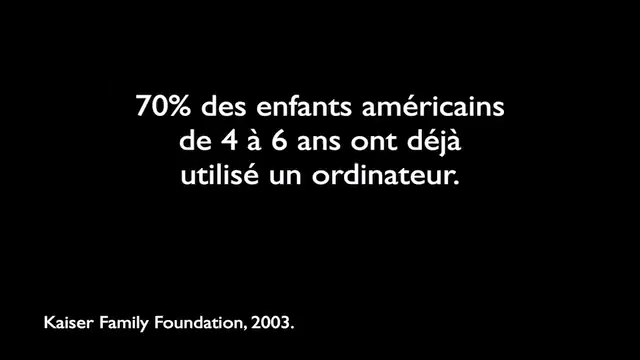 70% des enfants américains
de 4 à 6 ans ont déjà
utilisé un ordinateur.
Kaiser Family Foundation, 2003.